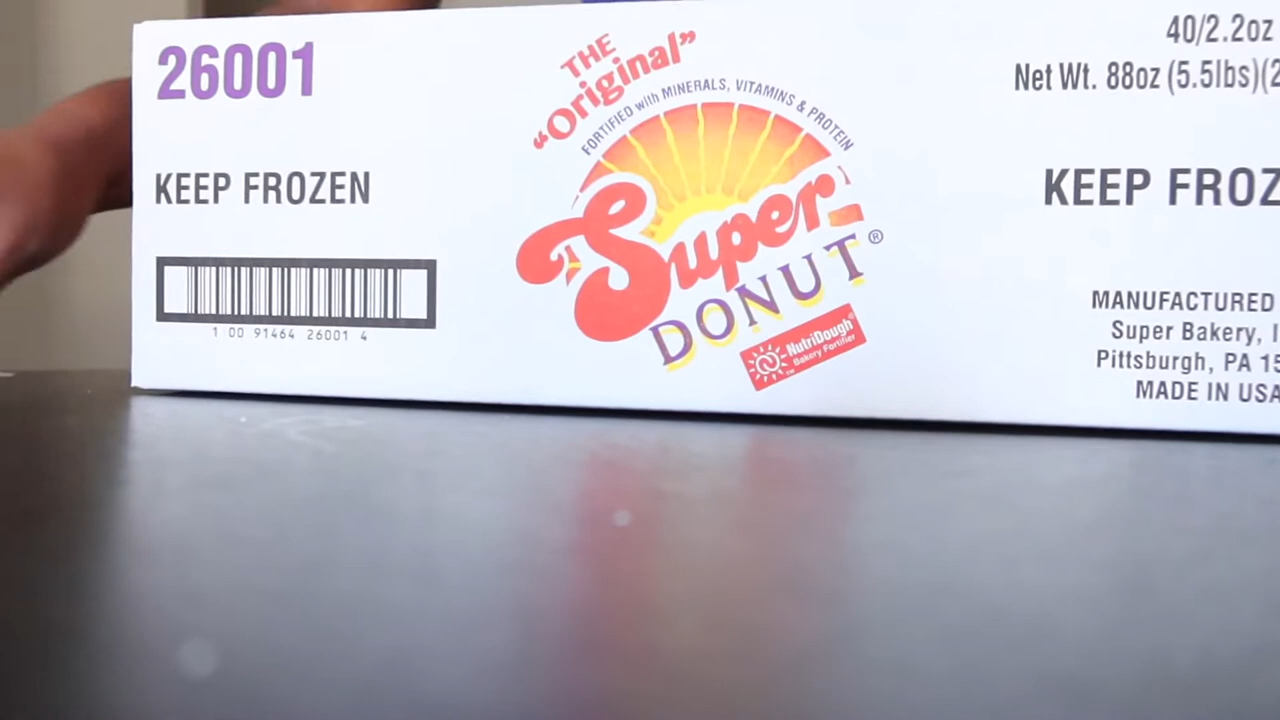 26001
KEEP FROZEN
1 00 91464 26001 4
THE
"Original"
FORTIFIED with MINERALS, VITAMINS & PROTEIN
Super
DONUT®
NutriDough®
Bakery Fortifier
40/2.2oz
Net Wt. 88oz (5.5lbs)(2
KEEP FROZ
MANUFACTURED
Super Bakery, I
Pittsburgh, PA 15
MADE IN USA